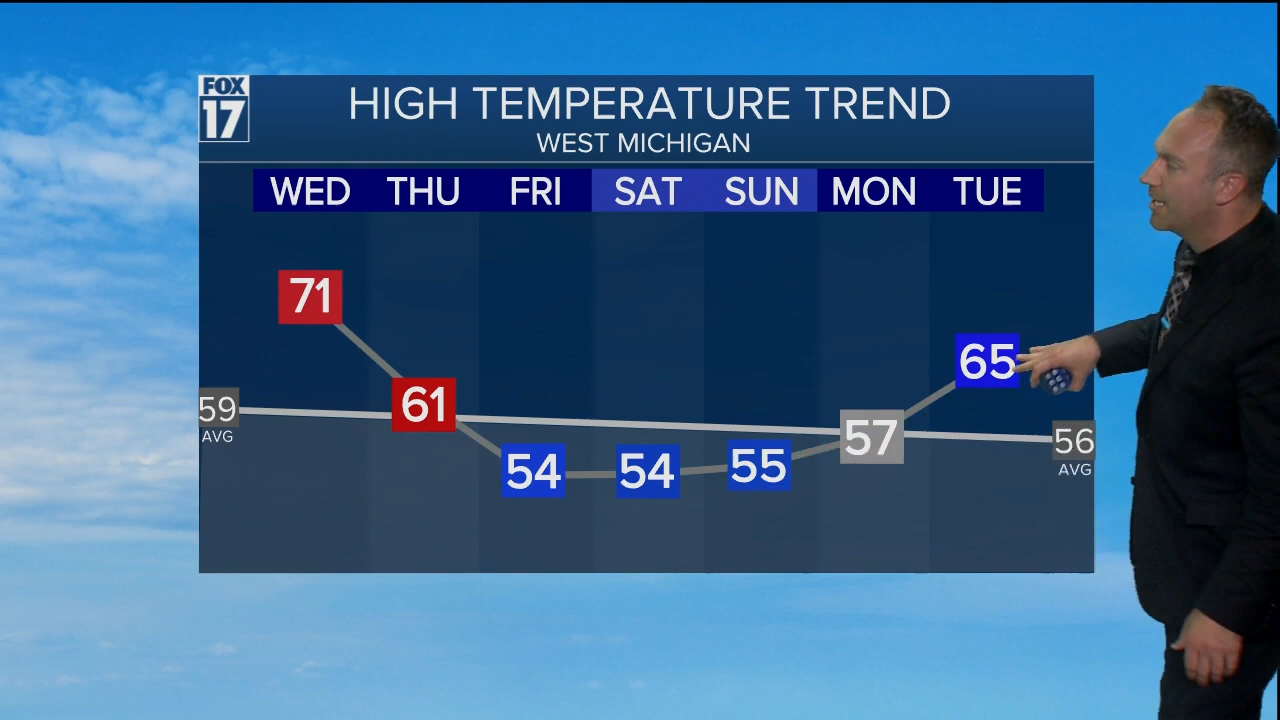 FOX
17
HIGH TEMPERATURE TREND
WEST MICHIGAN
WED THU FRI SAT SUN MON TUE
71
65
61
59
AVG
57
56
AVG
54 54 55